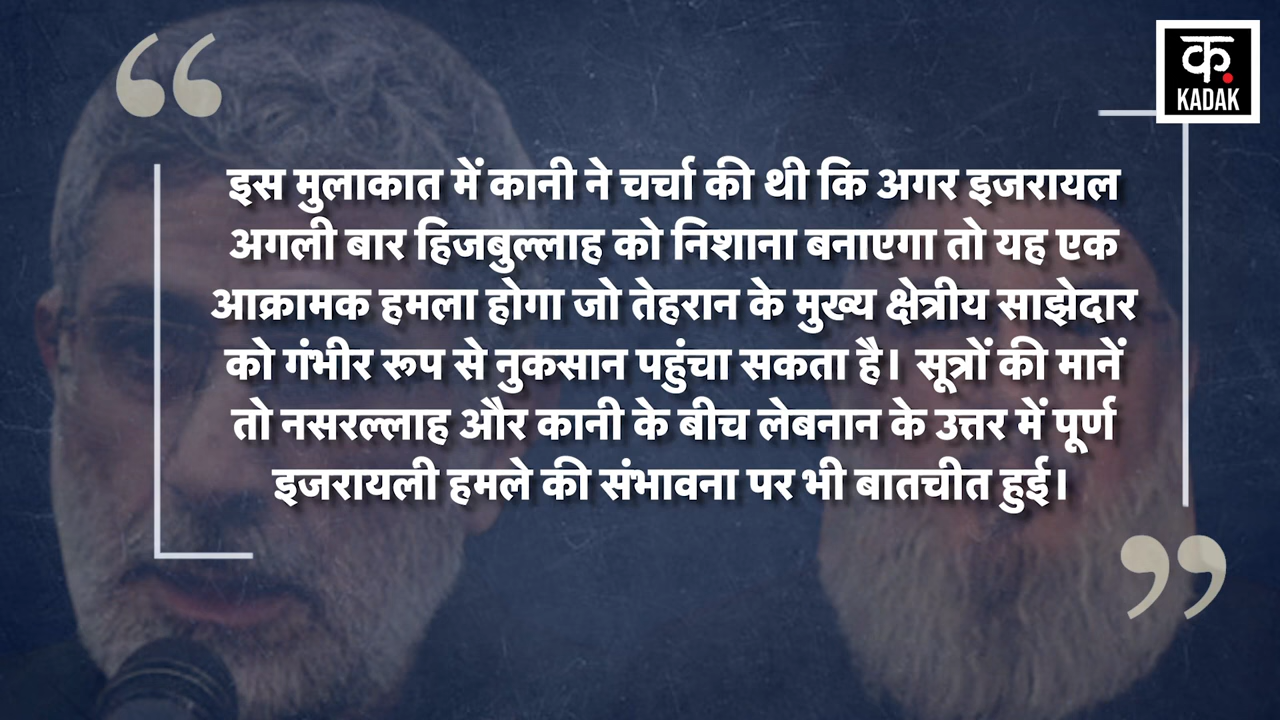 क
KADAK
इस मुलाकात में कानी ने चर्चा की थी कि अगर इजरायल
अगली बार हिजबुल्लाह को निशाना बनाएगा तो यह एक
आक्रामक हमला होगा जो तेहरान के मुख्य क्षेत्रीय साझेदार
को गंभीर रूप से नुकसान पहुंचा सकता है। सूत्रों की मानें
तो नसरल्लाह और कानी के बीच लेबनान के उत्तर में पूर्ण
इजरायली हमले की संभावना पर भी बातचीत हुई।